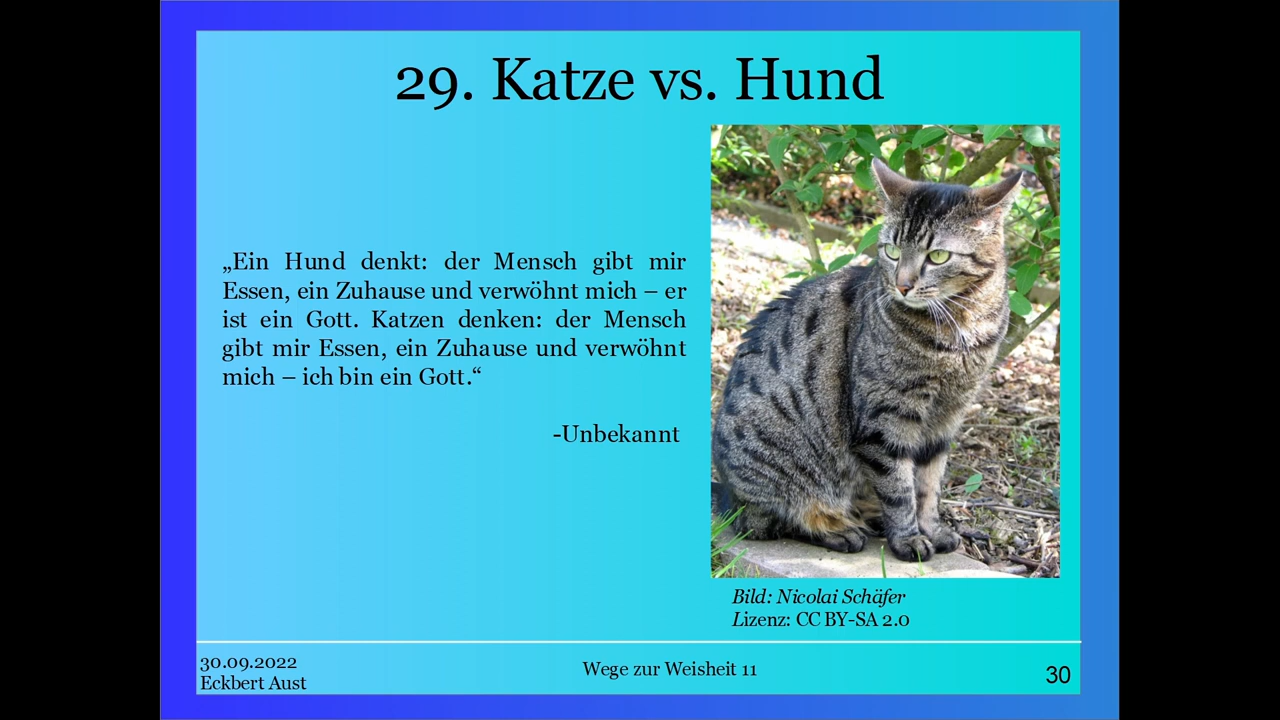 29. Katze vs. Hund
„Ein Hund denkt: der Mensch gibt mir
Essen, ein Zuhause und verwöhnt mich – er
ist ein Gott. Katzen denken: der Mensch
gibt mir Essen, ein Zuhause und verwöhnt
mich – ich bin ein Gott.“
-Unbekannt
Bild: Nicolai Schäfer
Lizenz: CC BY-SA 2.0
30.09.2022
Eckbert Aust
Wege zur Weisheit 11
30